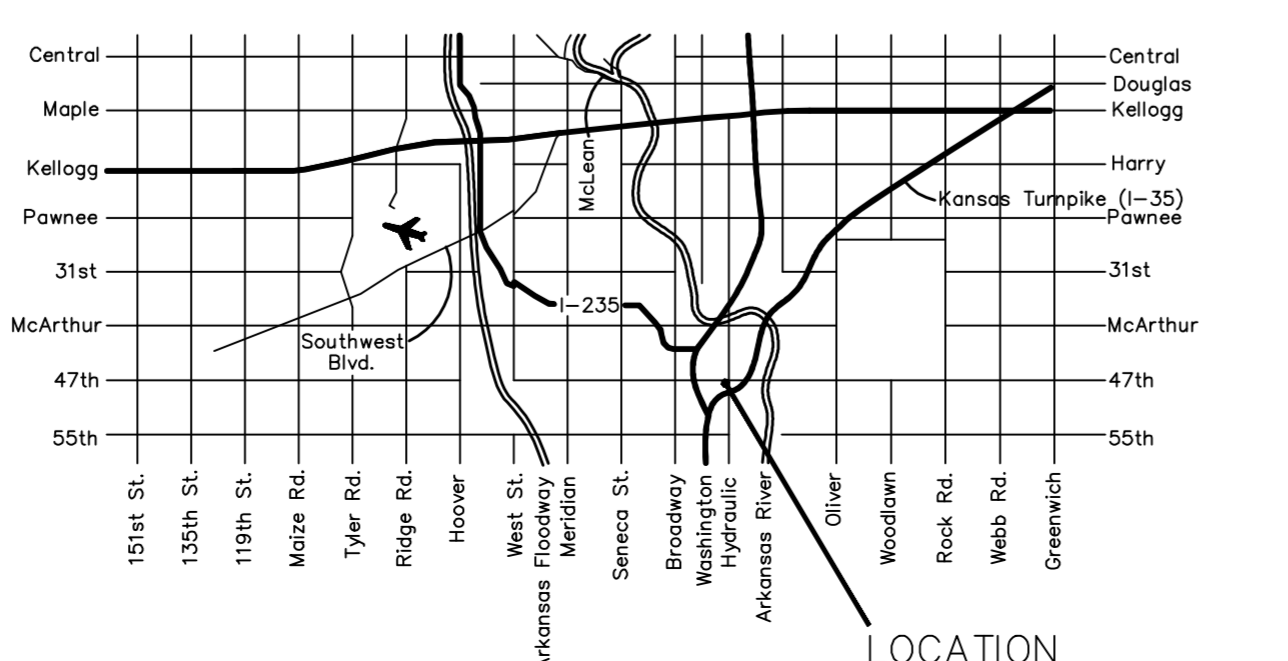 Central
Maple
Kellogg
Pawnee
31st
McArthur
47th
55th
Central
Douglas
Kellogg
Harry
Kansas Turnpike (I-35)
Pawnee
31st
McArthur
47th
55th
McLean
I-235
Southwest
Blvd.
151st St.
135th St.
119th St.
Maize Rd.
Tyler Rd.
Ridge Rd.
Hoover
West St.
Arkansas Floodway
Meridian
Seneca St.
Broadway
Washington
Hydraulic
Arkansas River
Oliver
Woodlawn
Rock Rd.
Webb Rd.
Greenwich
LOCATION